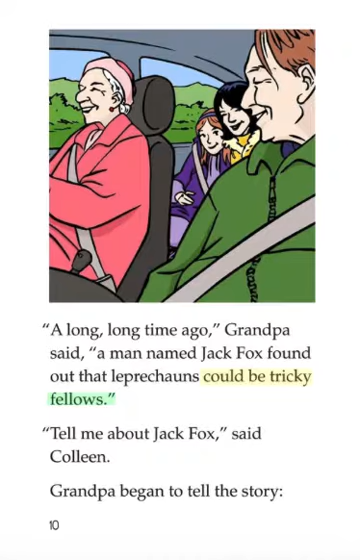 “A long, long time ago,” Grandpa
said, “a man named Jack Fox found
out that leprechauns could be tricky
fellows.”
“Tell me about Jack Fox,” said
Colleen.
Grandpa began to tell the story:
10